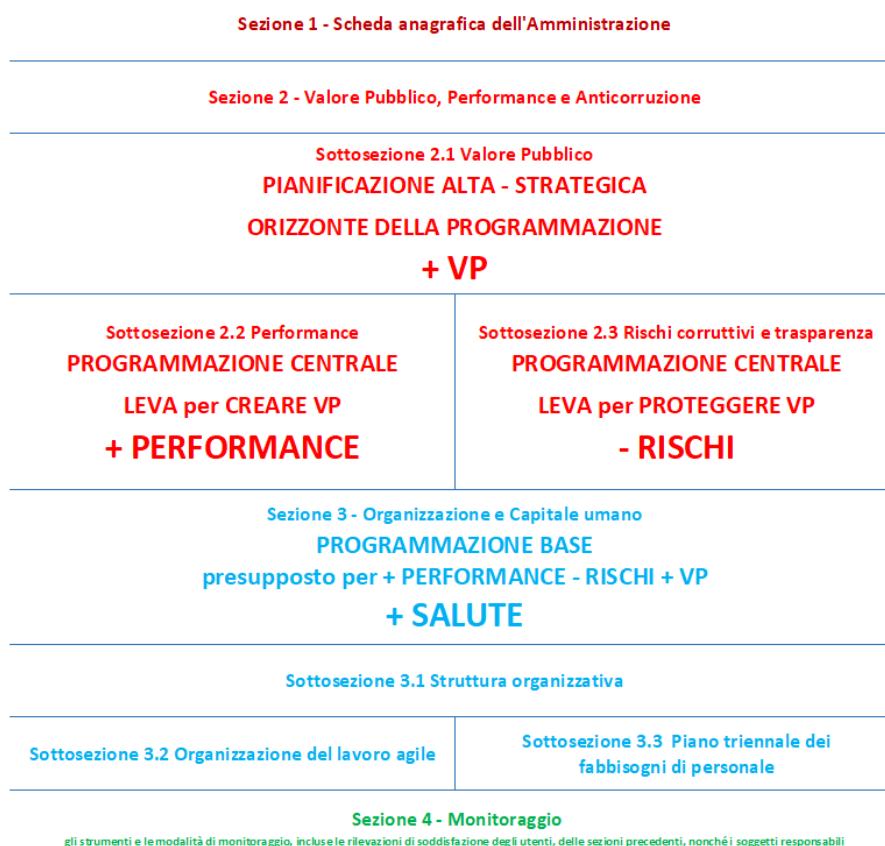 Sezione 1 - Scheda anagrafica dell'Amministrazione
Sezione 2 - Valore Pubblico, Performance e Anticorruzione
Sottosezione 2.1 Valore Pubblico
PIANIFICAZIONE ALTA - STRATEGICA
ORIZZONTE DELLA PROGRAMMAZIONE
+ VP
Sottosezione 2.2 Performance
PROGRAMMAZIONE CENTRALE
LEVA per CREARE VP
+ PERFORMANCE
Sottosezione 2.3 Rischi corruttivi e trasparenza
PROGRAMMAZIONE CENTRALE
LEVA per PROTEGGERE VP
- RISCHI
Sezione 3 - Organizzazione e Capitale umano
PROGRAMMAZIONE BASE
presupposto per + PERFORMANCE - RISCHI + VP
+ SALUTE
Sottosezione 3.1 Struttura organizzativa
Sottosezione 3.2 Organizzazione del lavoro agile
Sottosezione 3.3 Piano triennale dei
fabbisogni di personale
Sezione 4 - Monitoraggio
gli strumenti e le modalità di monitoraggio, incluse le rilevazioni di soddisfazione degli utenti, delle sezioni precedenti, nonché i soggetti responsabili